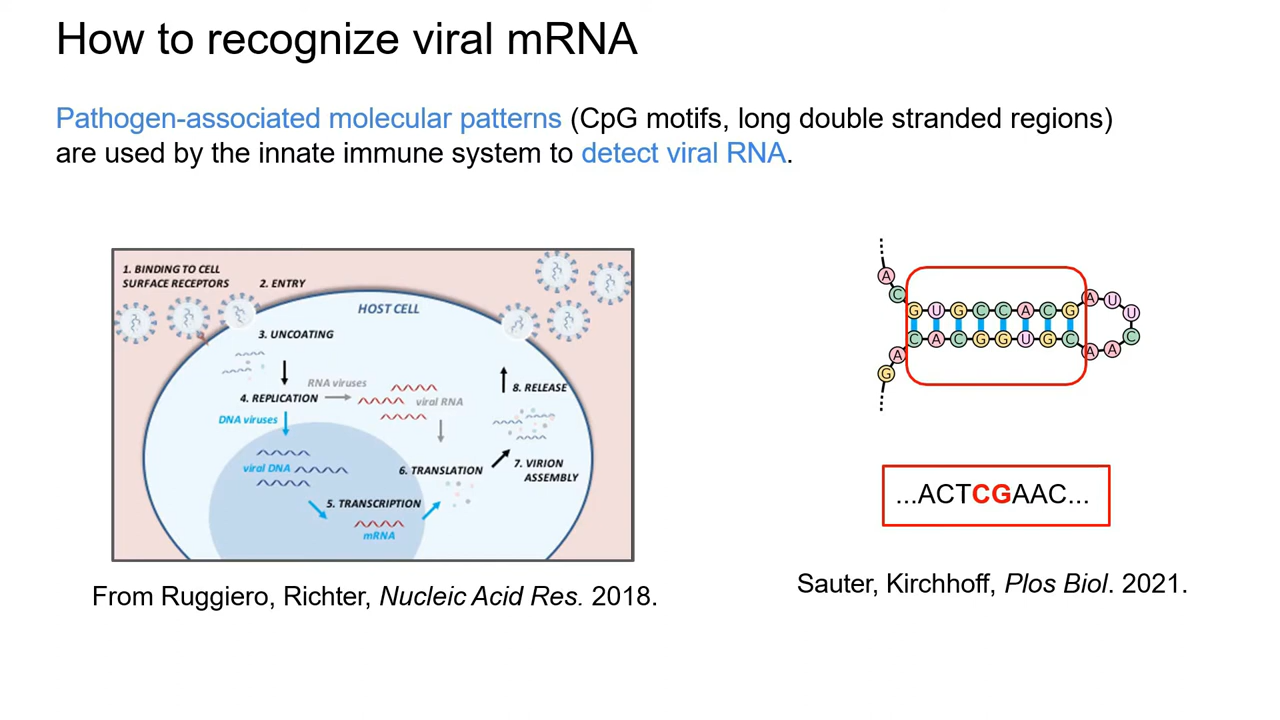 How to recognize viral mRNA
Pathogen-associated molecular patterns (CpG motifs, long double stranded regions)
are used by the innate immune system to detect viral RNA.
1. BINDING TO CELL
SURFACE RECEPTORS
2. ENTRY
HOST CELL
3. UNCOATING
4. REPLICATION
RNA viruses
viral RNA
DNA viruses
viral DNA
5. TRANSCRIPTION
mRNA
6. TRANSLATION
7. VIRION
ASSEMBLY
8. RELEASE
From Ruggiero, Richter, Nucleic Acid Res. 2018.
A
C
G U G C C A C G A U U
C
C A C G G U G C A A
A
G
...ACTCGAAC...
Sauter, Kirchhoff, Plos Biol. 2021.